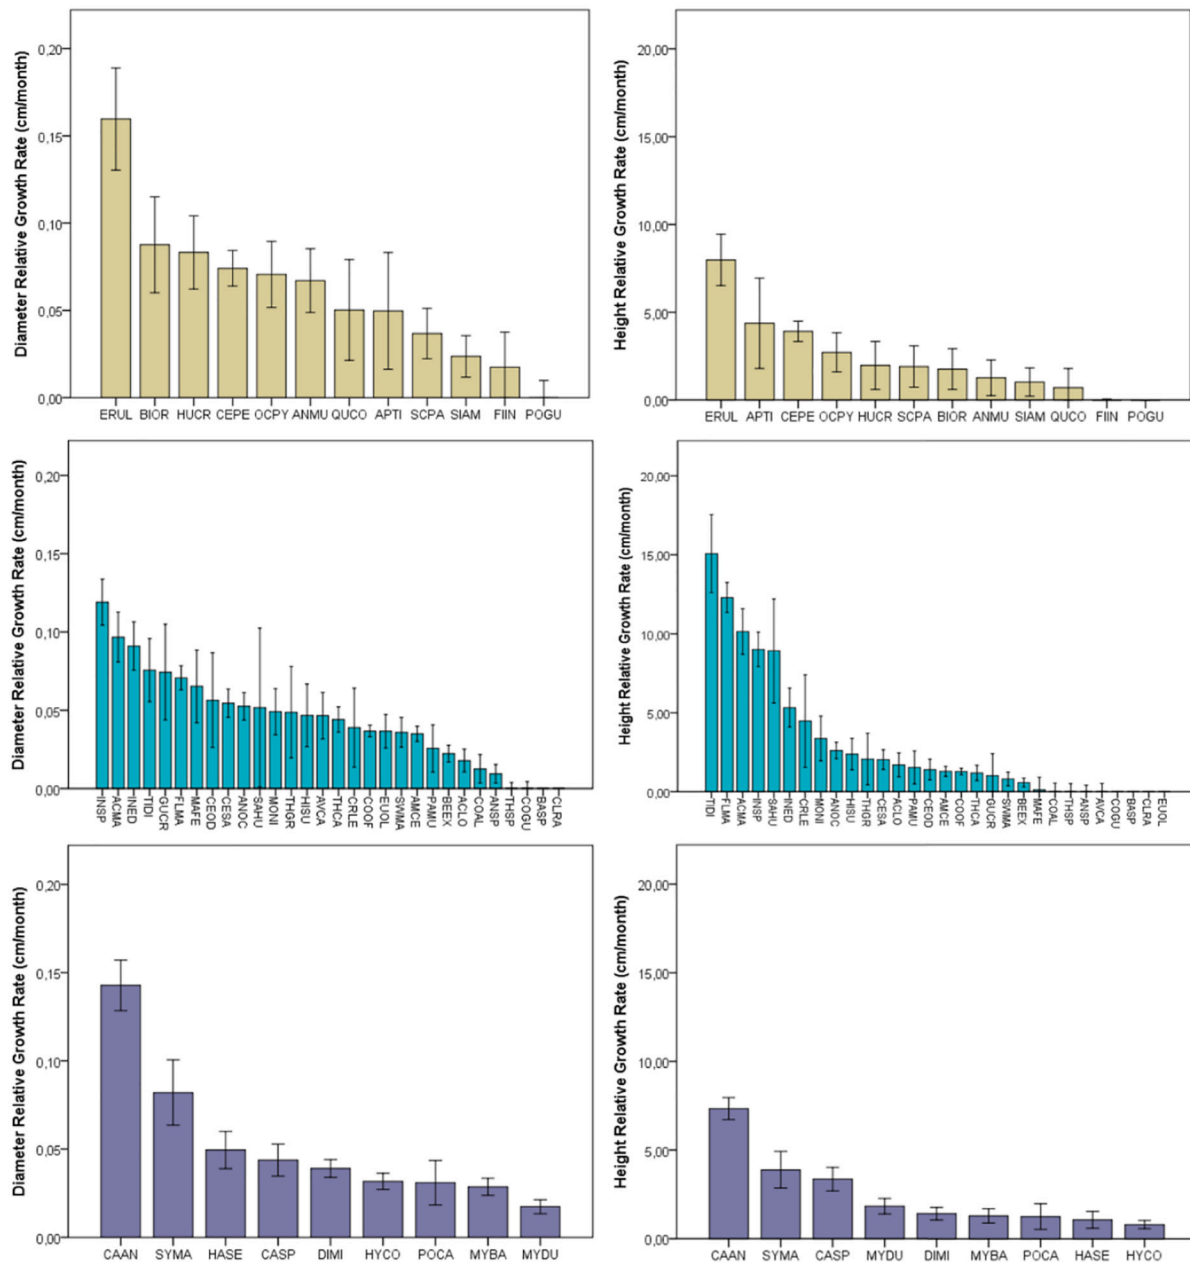 Diameter Relative Growth Rate (cm/month)
0,20
0,15
0,10
0,05
0,00
ERUL BIOR HUCR CEPE OCPY ANMU QUCO APTI SCPA SIAM FIIN POGU
Height Relative Growth Rate (cm/month)
20,00
15,00
10,00
5,00
0,00
ERUL APTI CEPE OCPY HUCR SCPA BIOR ANMU SIAM QUCO FIIN POGU
Diameter Relative Growth Rate (cm/month)
0,20
0,15
0,10
0,05
0,00
INSP ACMA INED TIDI GUCR FLMA MAFE CEOD CESA ANOC SAHU MONI THGR HISU AVCA THCA CRLE COOF EUOL SWMA AMCE PAMU BEEX ACLO COAL ANSP THSP COGU BASP CLRA
Height Relative Growth Rate (cm/month)
20,00
15,00
10,00
5,00
0,00
TIDI FLMA ACMA INSP SAHU INED CRLE MONI ANOC HISU THGR CESA ACLO PAMU CEOD AMCE COOF THCA GUCR SWMA BEEX MAFE COAL THSP ANSP AVCA COGU BASP CLRA EUOL
Diameter Relative Growth Rate (cm/month)
0,20
0,15
0,10
0,05
0,00
CAAN SYMA HASE CASP DIMI HYCO POCA MYBA MYDU
Height Relative Growth Rate (cm/month)
20,00
15,00
10,00
5,00
0,00
CAAN SYMA CASP MYDU DIMI MYBA POCA HASE HYCO